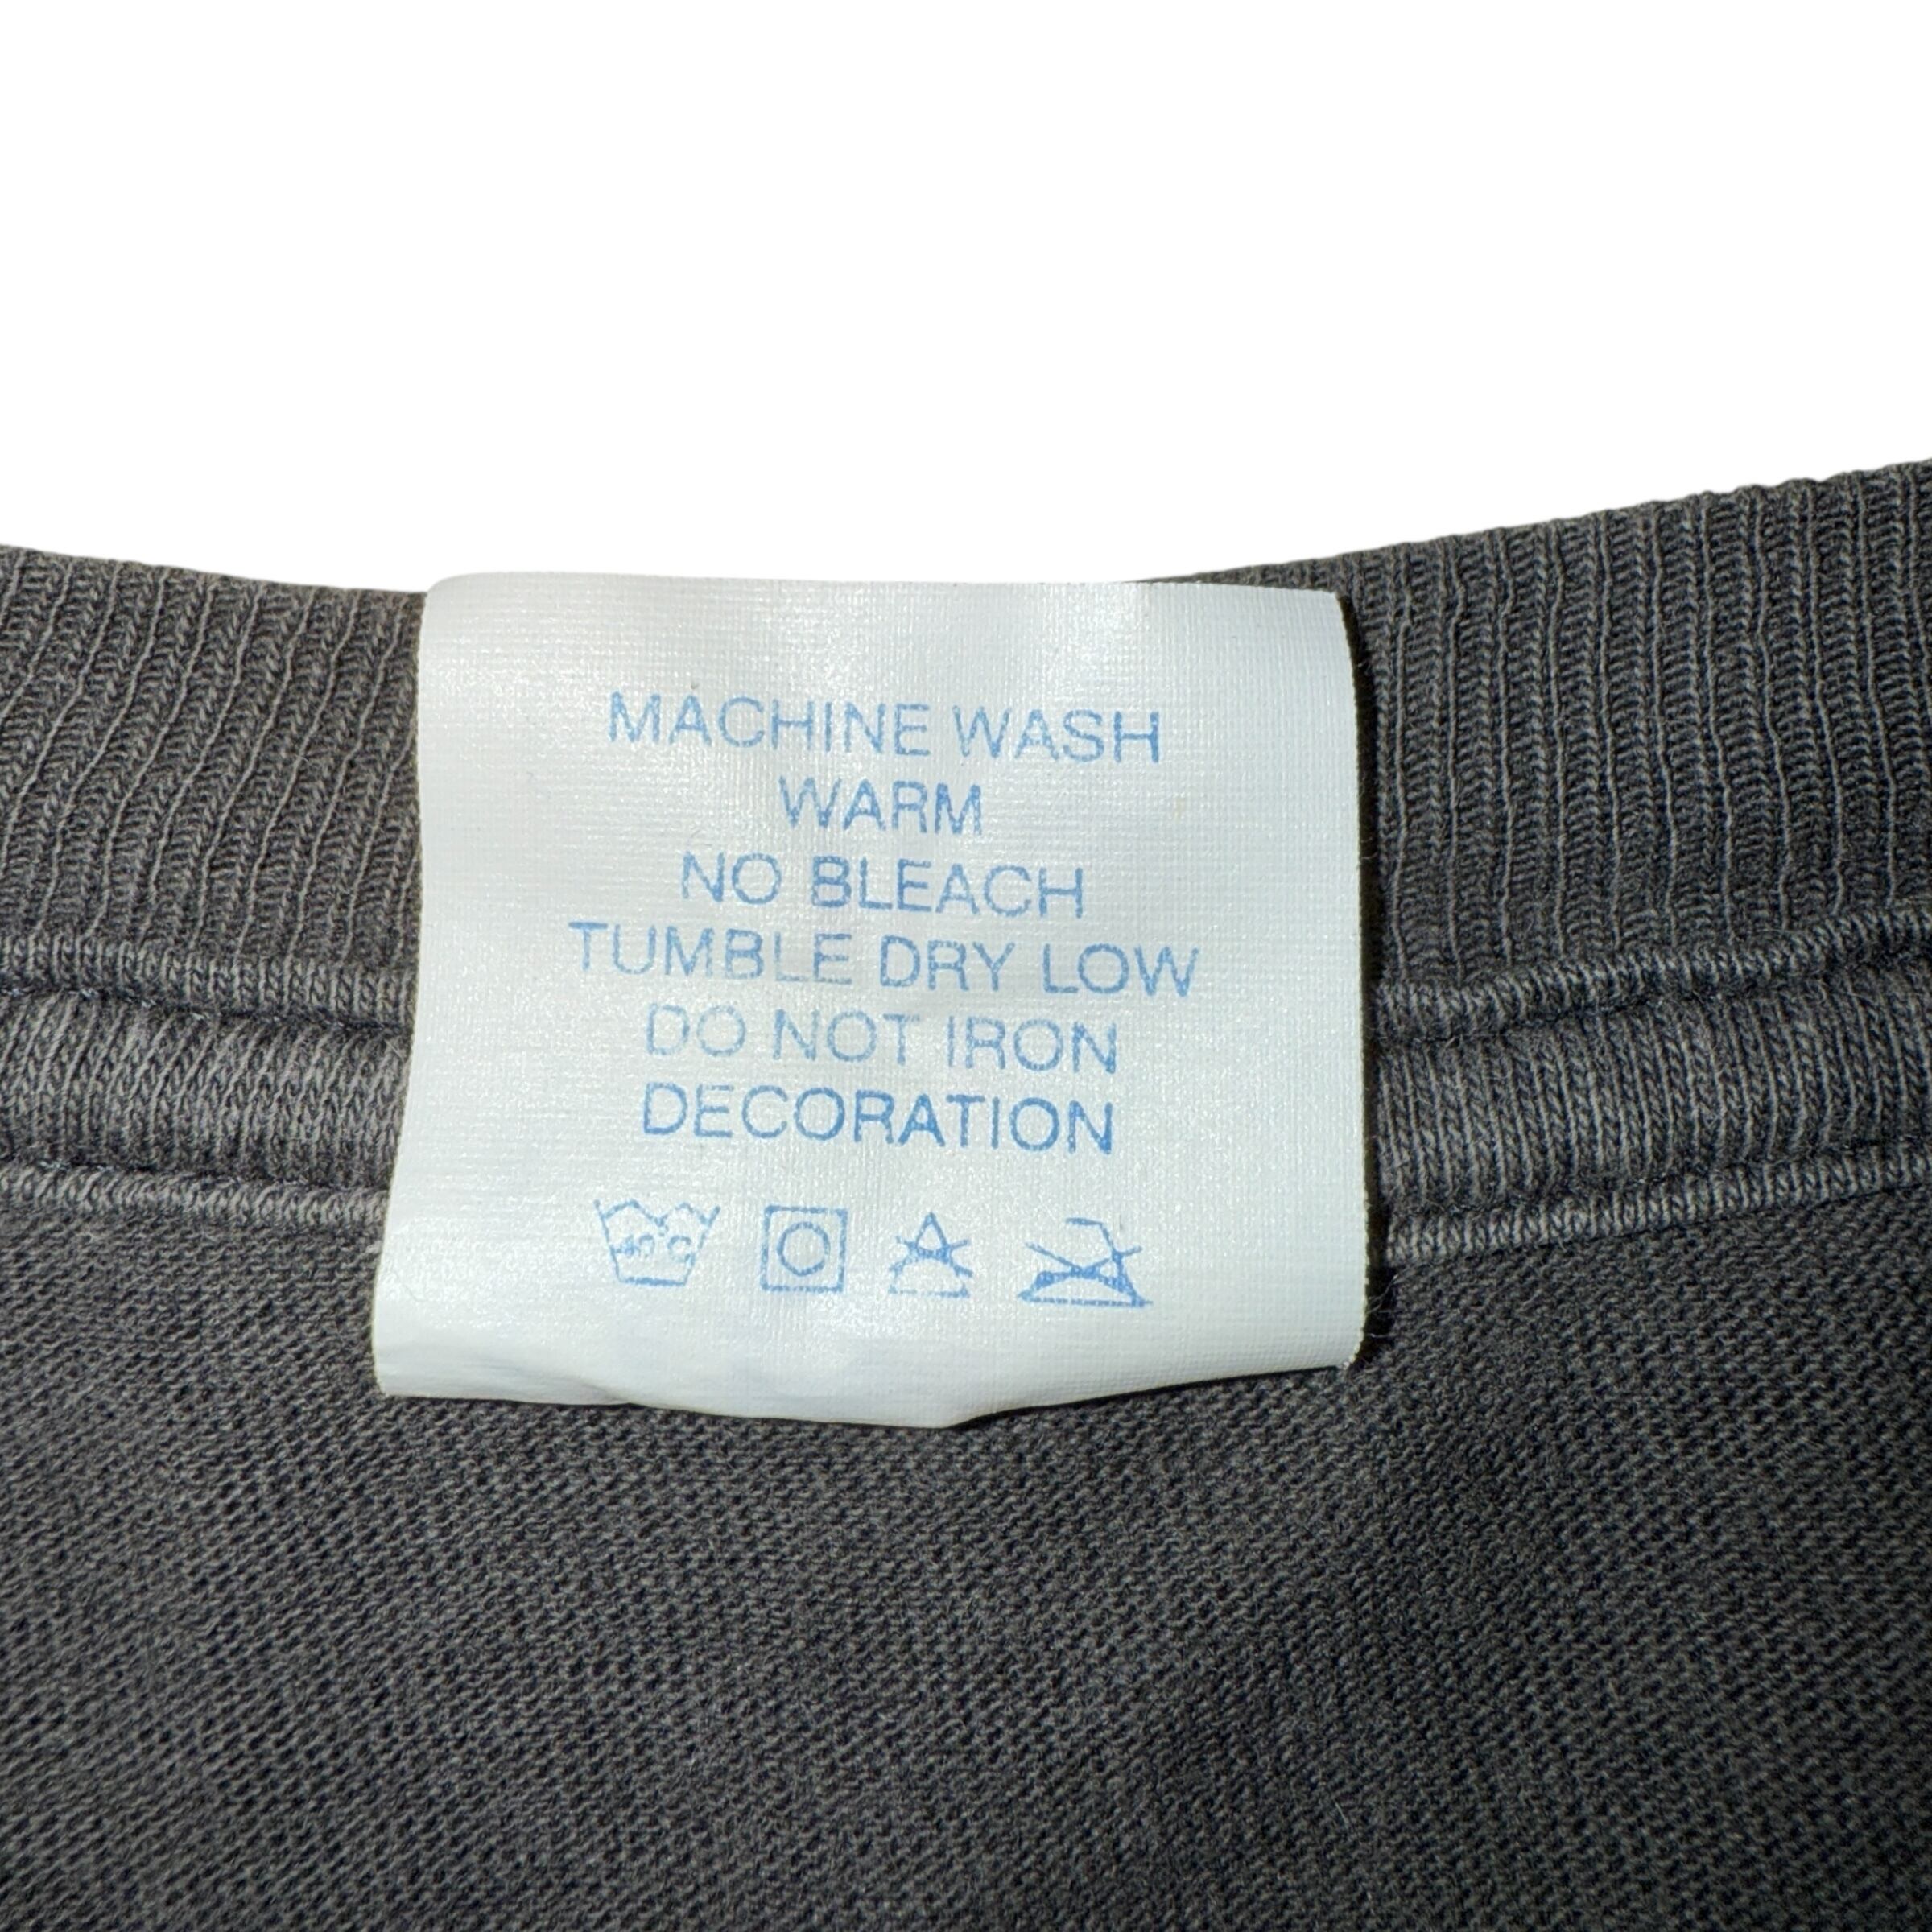 MACHINE WASH
WARM
NO BLEACH
TUMBLE DRY LOW
DO NOT IRON
DECORATION
40°C